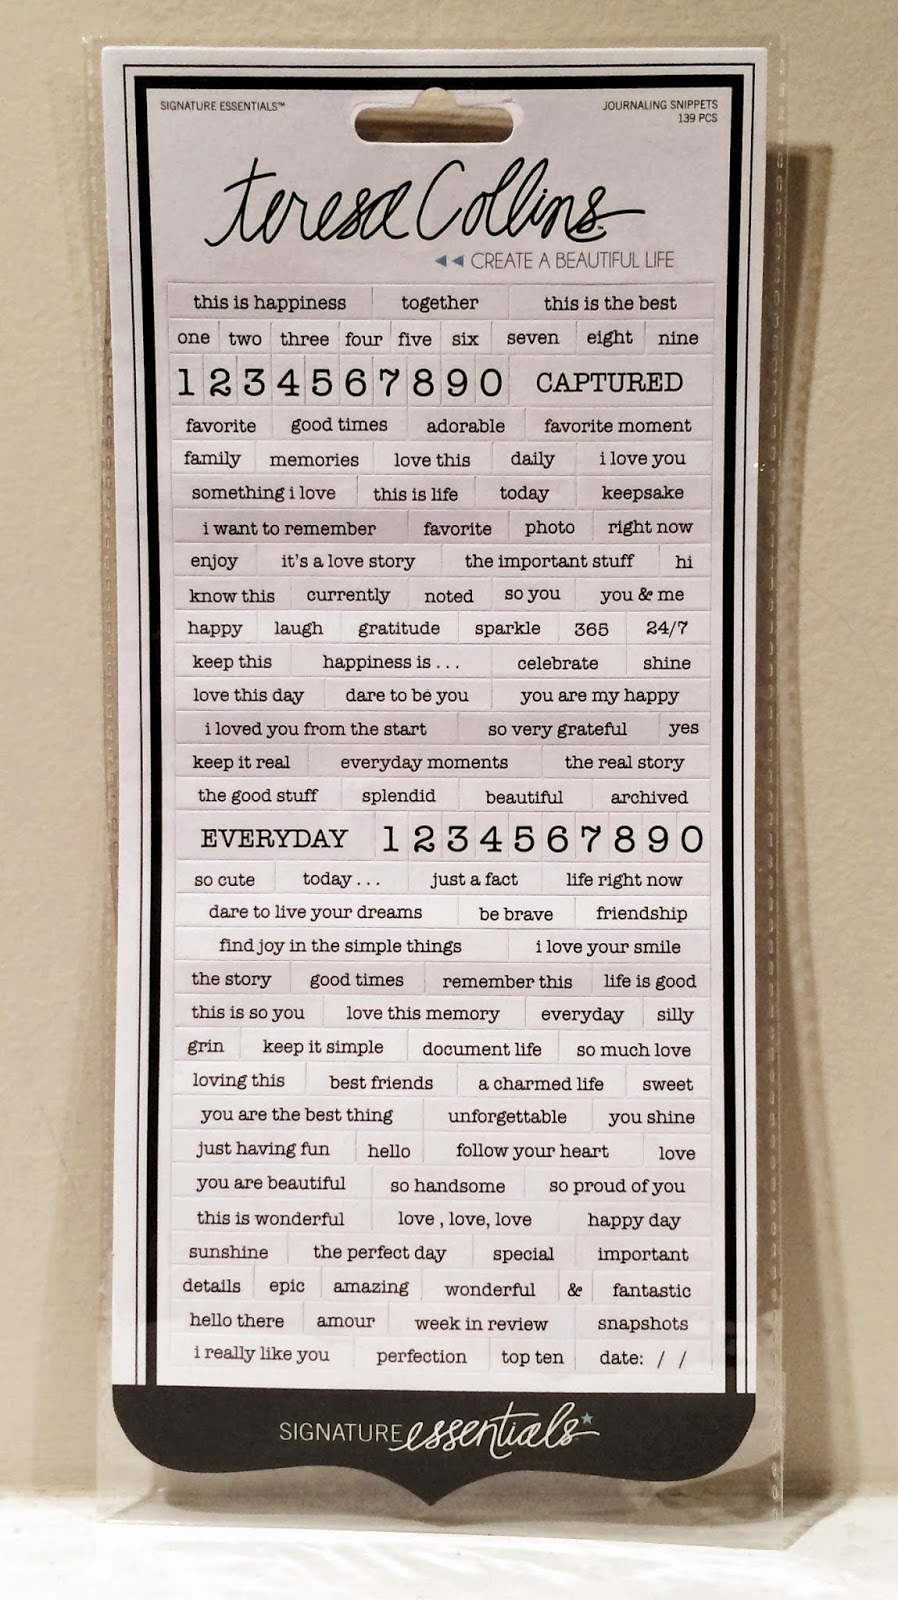 SIGNATURE ESSENTIALS™ JOURNALING SNIPPETS
139 PCS
teresa Collins™
CREATE A BEAUTIFUL LIFE
this is happiness together this is the best
one two three four five six seven eight nine
1 2 3 4 5 6 7 8 9 0 CAPTURED
favorite good times adorable favorite moment
family memories love this daily i love you
something i love this is life today keepsake
i want to remember favorite photo right now
enjoy it's a love story the important stuff hi
know this currently noted so you you & me
happy laugh gratitude sparkle 365 24/7
keep this happiness is . . . celebrate shine
love this day dare to be you you are my happy
i loved you from the start so very grateful yes
keep it real everyday moments the real story
the good stuff splendid beautiful archived
EVERYDAY 1 2 3 4 5 6 7 8 9 0
so cute today . . . just a fact life right now
dare to live your dreams be brave friendship
find joy in the simple things i love your smile
the story good times remember this life is good
this is so you love this memory everyday silly
grin keep it simple document life so much love
loving this best friends a charmed life sweet
you are the best thing unforgettable you shine
just having fun hello follow your heart love
you are beautiful so handsome so proud of you
this is wonderful love , love, love happy day
sunshine the perfect day special important
details epic amazing wonderful & fantastic
hello there amour week in review snapshots
i really like you perfection top ten date: / /
SIGNATURE essentials